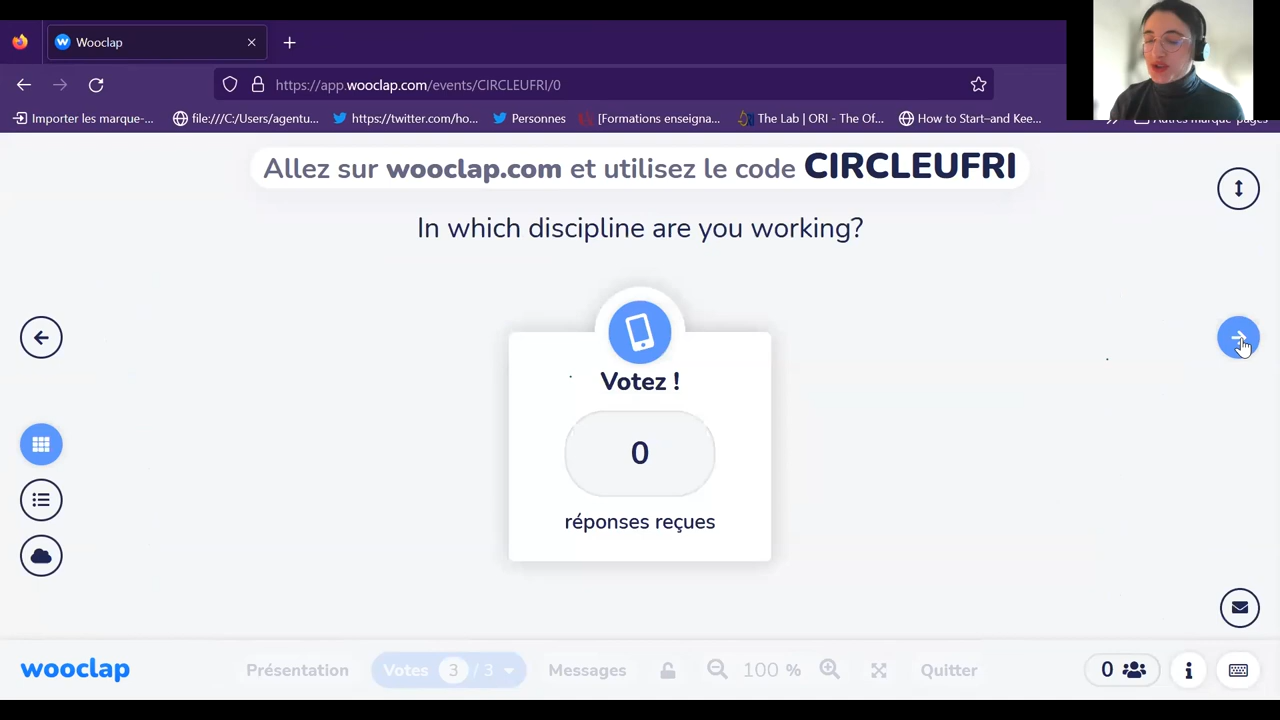 Wooclap
https://app.wooclap.com/events/CIRCLEUFRI/0
Importer les marque-...
file:///C:/Users/agentu...
https://twitter.com/ho...
Personnes
[Formations enseigna...
The Lab | ORI - The Of...
How to Start–and Kee...
Autres marque-pages
Allez sur wooclap.com et utilisez le code CIRCLEUFRI
In which discipline are you working?
Votez !
0
réponses reçues
wooclap
Présentation
Votes 3 / 3
Messages
100 %
Quitter
0